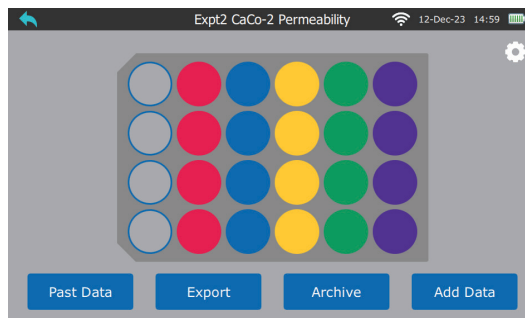 Expt2 CaCo-2 Permeability 12-Dec-23 14:59
Past Data Export Archive Add Data